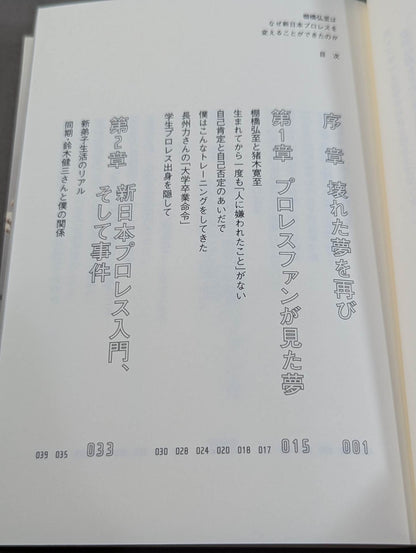 棚橋弘至は
なぜ新日本プロレスを
変えることができたのか
目次
序章 壊れた夢を再び 001
第1章 プロレスファンが見た夢 015
棚橋弘至と猪木寛至 017
生まれてから一度も「人に嫌われたこと」がない 018
自己肯定と自己否定のあいだで 020
僕はこんなトレーニングをしてきた 024
長州力さんの「大学卒業命令」 028
学生プロレス出身を隠して 030
第2章 新日本プロレス入門、
そして事件 033
新弟子生活のリアル 035
同期・鈴木健三さんと僕の関係 039